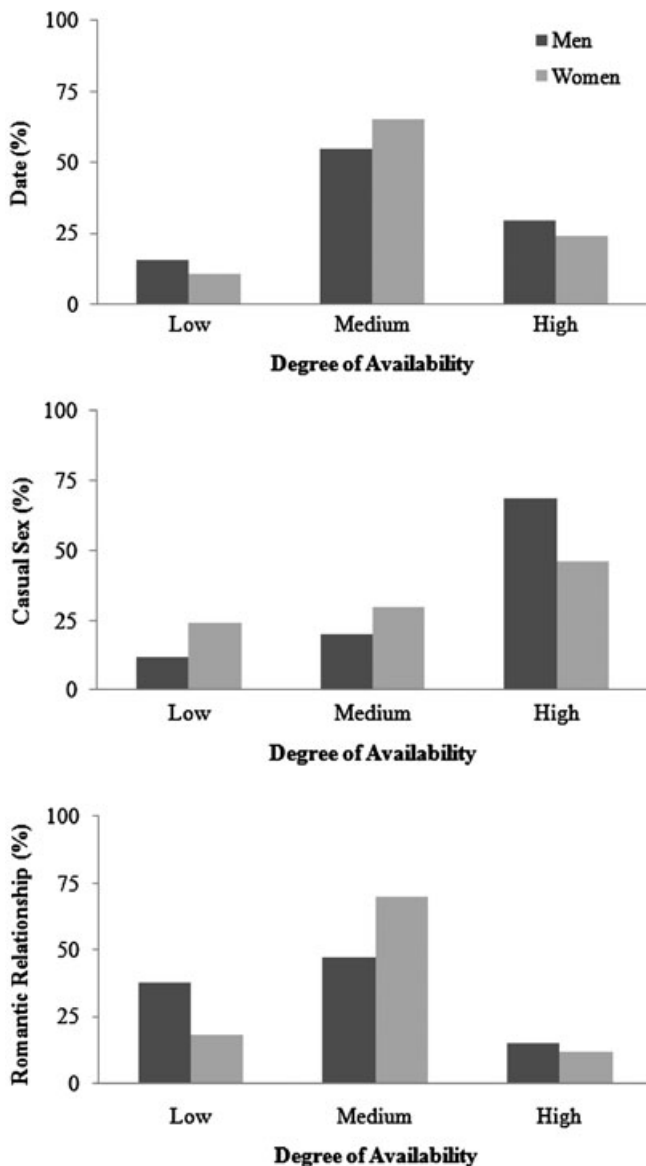 100
Men
Women
75
50
25
0
Date (%)
Low Medium High
Degree of Availability
100
75
50
25
0
Casual Sex (%)
Low Medium High
Degree of Availability
100
75
50
25
0
Romantic Relationship (%)
Low Medium High
Degree of Availability